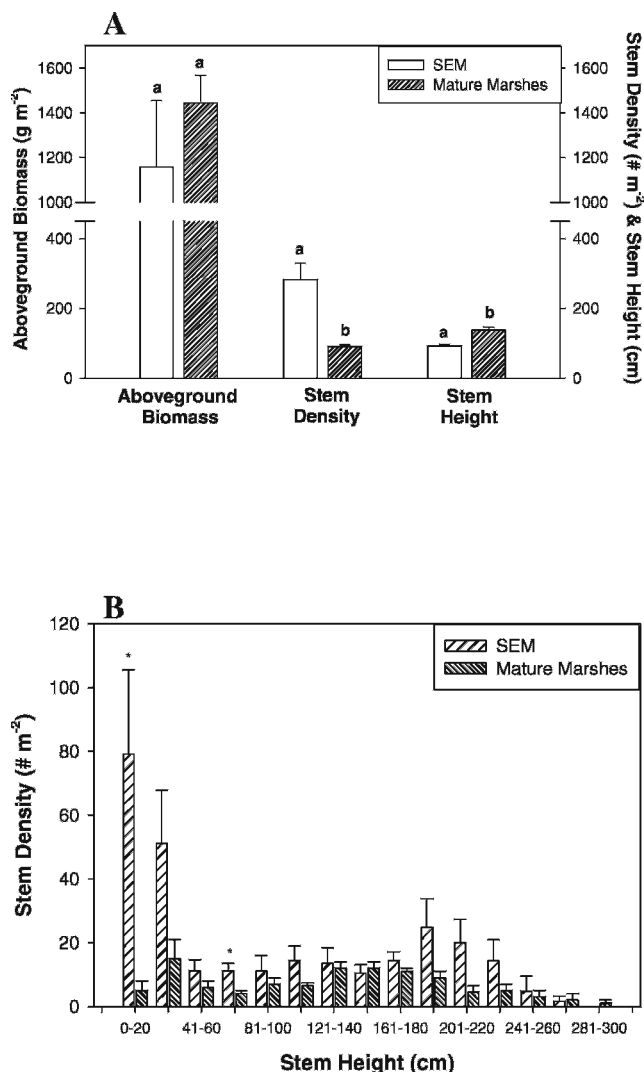 A
SEM
Mature Marshes
Aboveground Biomass (g m-2)
Stem Density (# m-2) & Stem Height (cm)
1600
1400
1200
1000
400
200
0
1600
1400
1200
1000
400
200
0
a
a
a
b
a
b
Aboveground
Biomass
Stem
Density
Stem
Height
B
SEM
Mature Marshes
Stem Density (# m-2)
120
100
80
60
40
20
0
*
*
0-20
41-60
81-100
121-140
161-180
201-220
241-260
281-300
Stem Height (cm)